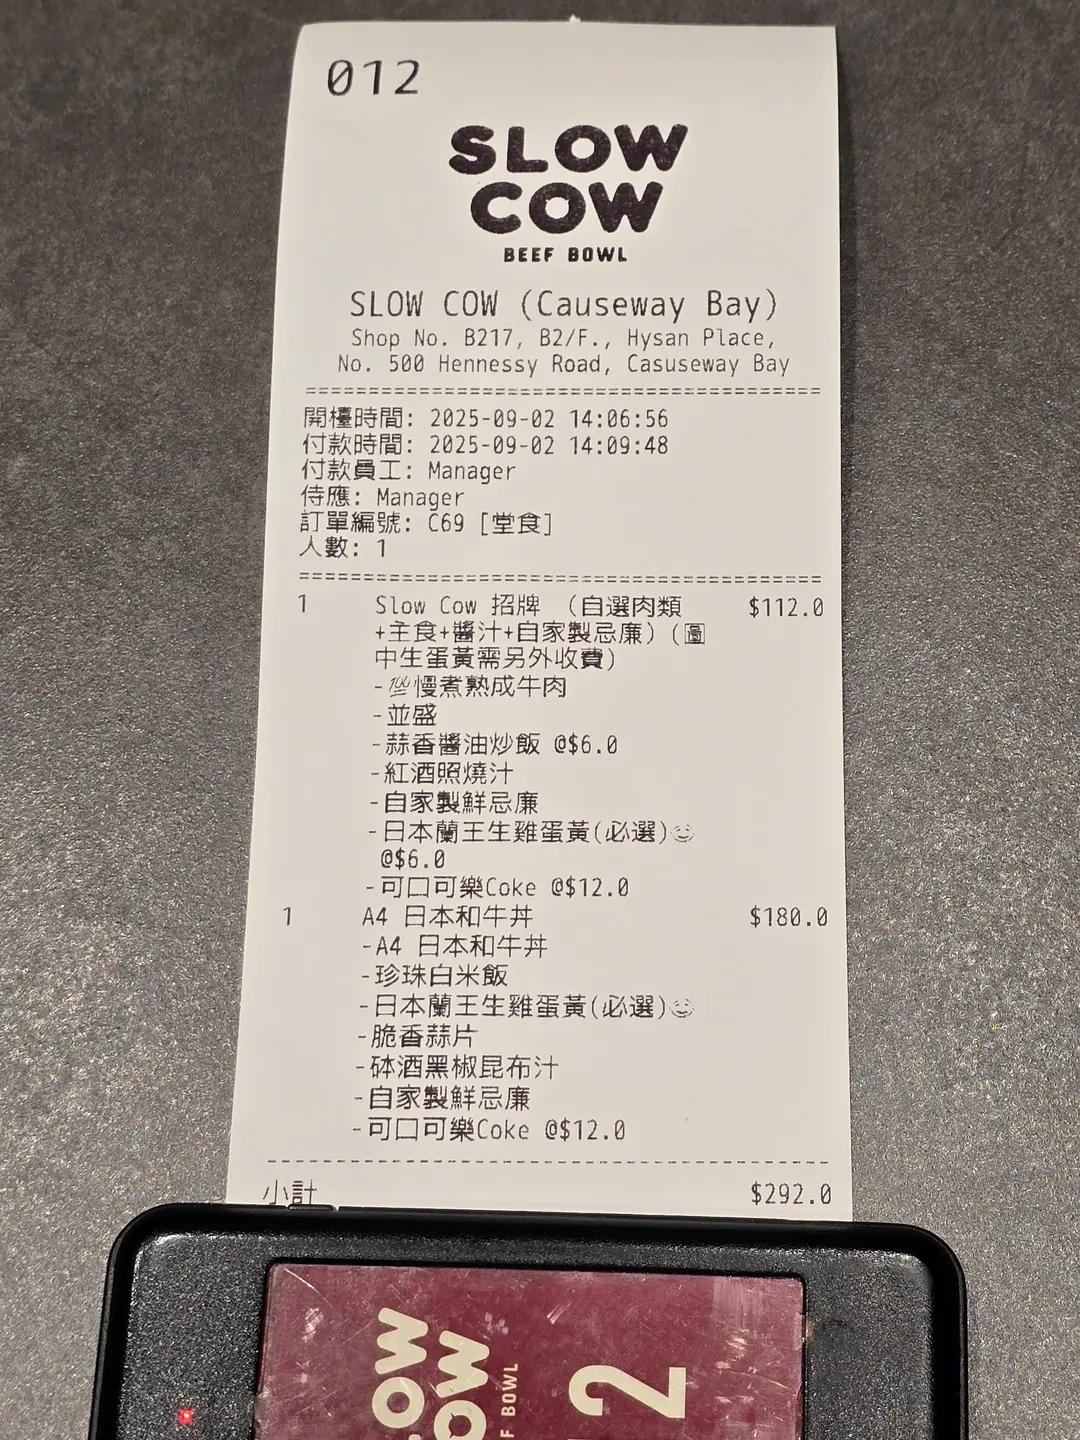 012
SLOW
COW
BEEF BOWL
SLOW COW (Causeway Bay)
Shop No. B217, B2/F., Hysan Place,
No. 500 Hennessy Road, Casuseway Bay
開檯時間: 2025-09-02 14:06:56
付款時間: 2025-09-02 14:09:48
付款員工: Manager
侍應: Manager
訂單編號: C69 [堂食]
人數: 1
1 Slow Cow 招牌 （自選肉類 $112.0
+主食+醬汁+自家製忌廉）(圖
中生蛋黃需另外收費)
-💯慢煮熟成牛肉
-並盛
-蒜香醬油炒飯 @$6.0
-紅酒照燒汁
-自家製鮮忌廉
-日本蘭王生雞蛋黃(必選)😊
@$6.0
-可口可樂Coke @$12.0
1 A4 日本和牛丼 $180.0
-A4 日本和牛丼
-珍珠白米飯
-日本蘭王生雞蛋黃(必選)😊
-脆香蒜片
-砵酒黑椒昆布汁
-自家製鮮忌廉
-可口可樂Coke @$12.0
小計 $292.0
LOW
OW
F BOWL
2